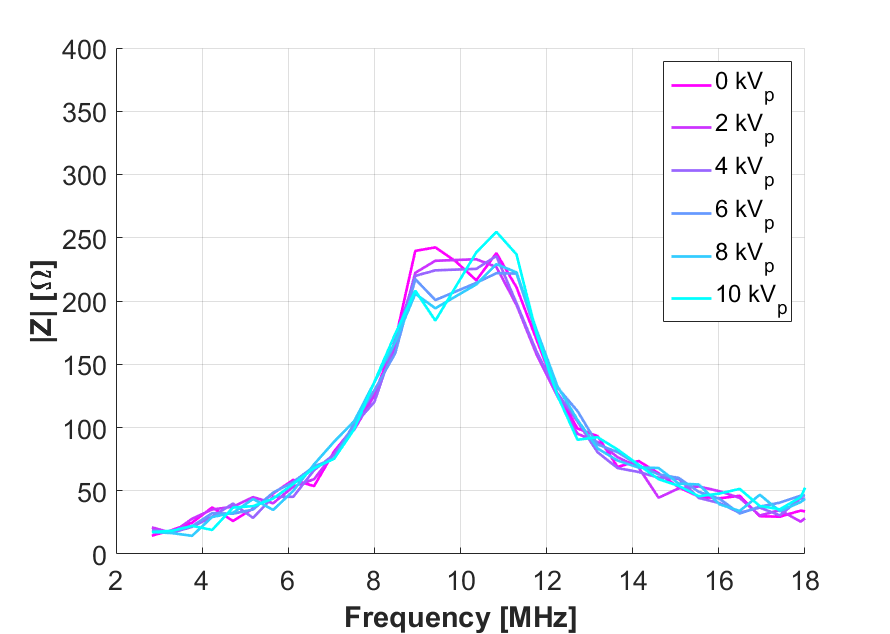 400
350
300
250
200
150
100
50
0
|Z| [Ω]
0 kVp
2 kVp
4 kVp
6 kVp
8 kVp
10 kVp
2 4 6 8 10 12 14 16 18
Frequency [MHz]